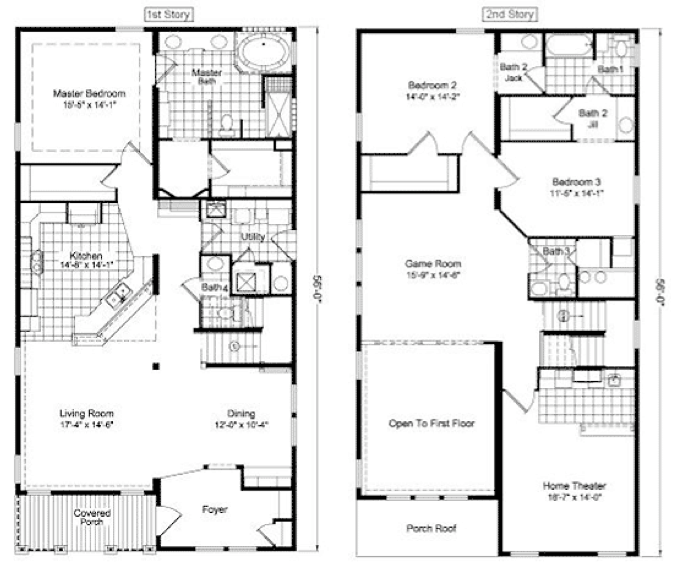 1st Story
2nd Story
Master Bedroom
15'-5" x 14'-1"
Master
Bath
Kitchen
14'-8" x 14'-1"
Utility
Bath 4
56'-0"
Living Room
17'-4" x 14'-6"
Dining
12'-0" x 10'-4"
Covered
Porch
Foyer
Bedroom 2
14'-0" x 14'-2"
Bath 2
Jack
Bath1
Bath 2
Jill
Bedroom 3
11'-5" x 14'-1"
Game Room
15'-9" x 14'-6"
Bath 3
56'-0"
Open To First Floor
Home Theater
18'-7" x 14'-0"
Porch Roof